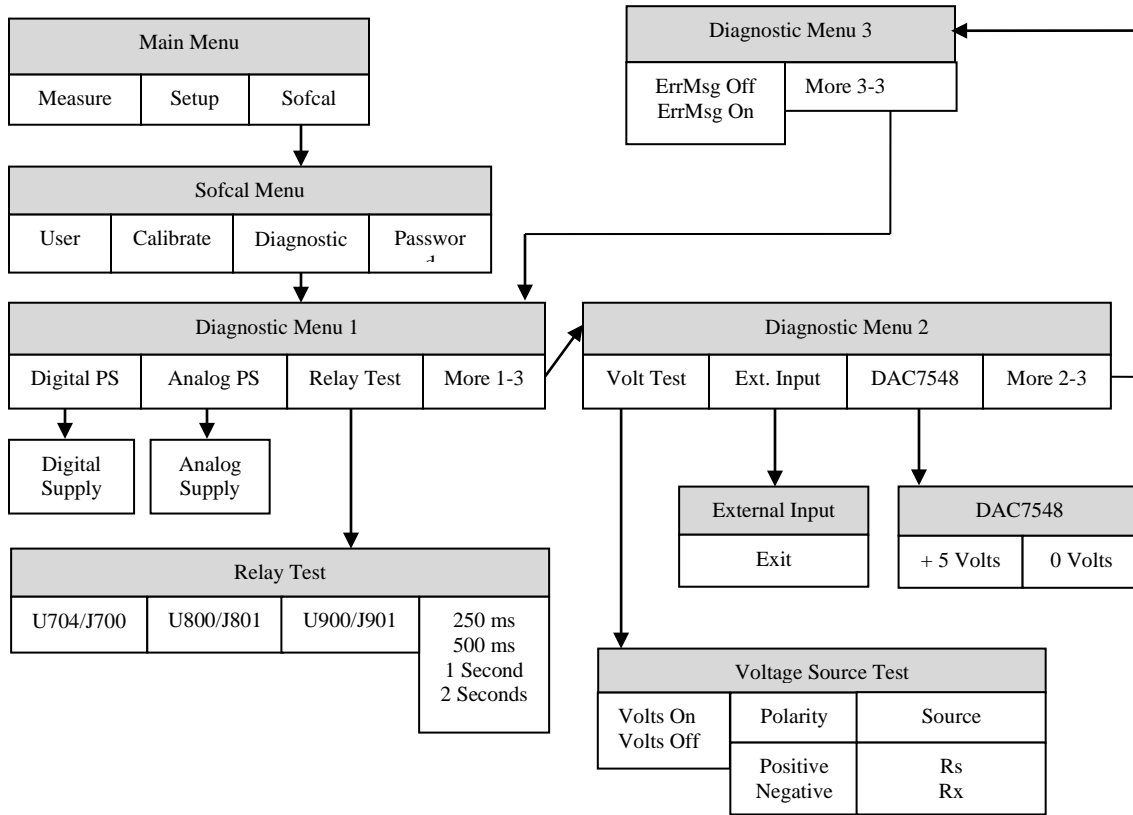 Main Menu
Measure Setup Sofcal
Diagnostic Menu 3
ErrMsg Off
ErrMsg On
More 3-3
Sofcal Menu
User Calibrate Diagnostic Passwor
Diagnostic Menu 1
Digital PS Analog PS Relay Test More 1-3
Digital
Supply
Analog
Supply
Diagnostic Menu 2
Volt Test Ext. Input DAC7548 More 2-3
External Input
Exit
DAC7548
+ 5 Volts 0 Volts
Relay Test
U704/J700 U800/J801 U900/J901
250 ms
500 ms
1 Second
2 Seconds
Voltage Source Test
Volts On
Volts Off
Polarity
Source
Positive
Negative
Rs
Rx